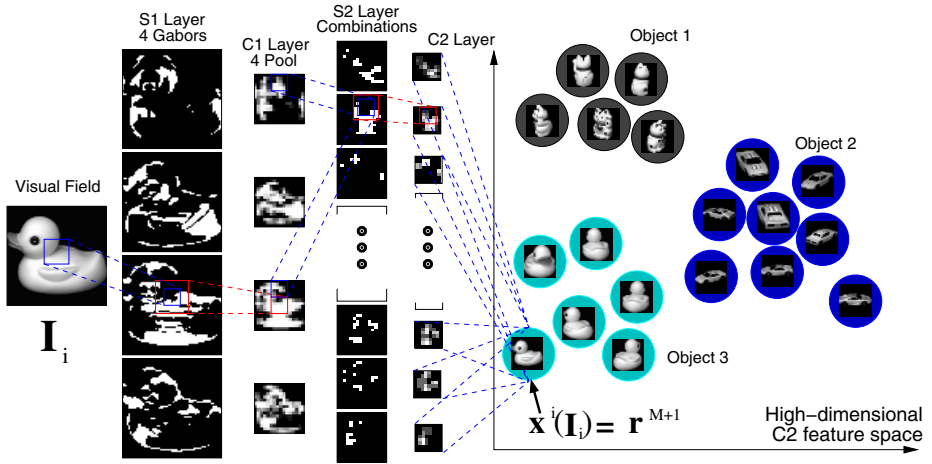 S1 Layer
4 Gabors
C1 Layer
4 Pool
S2 Layer
Combinations
C2 Layer
Object 1
Object 2
Visual Field
I i
Object 3
x i (I i) = r M+1
High-dimensional
C2 feature space